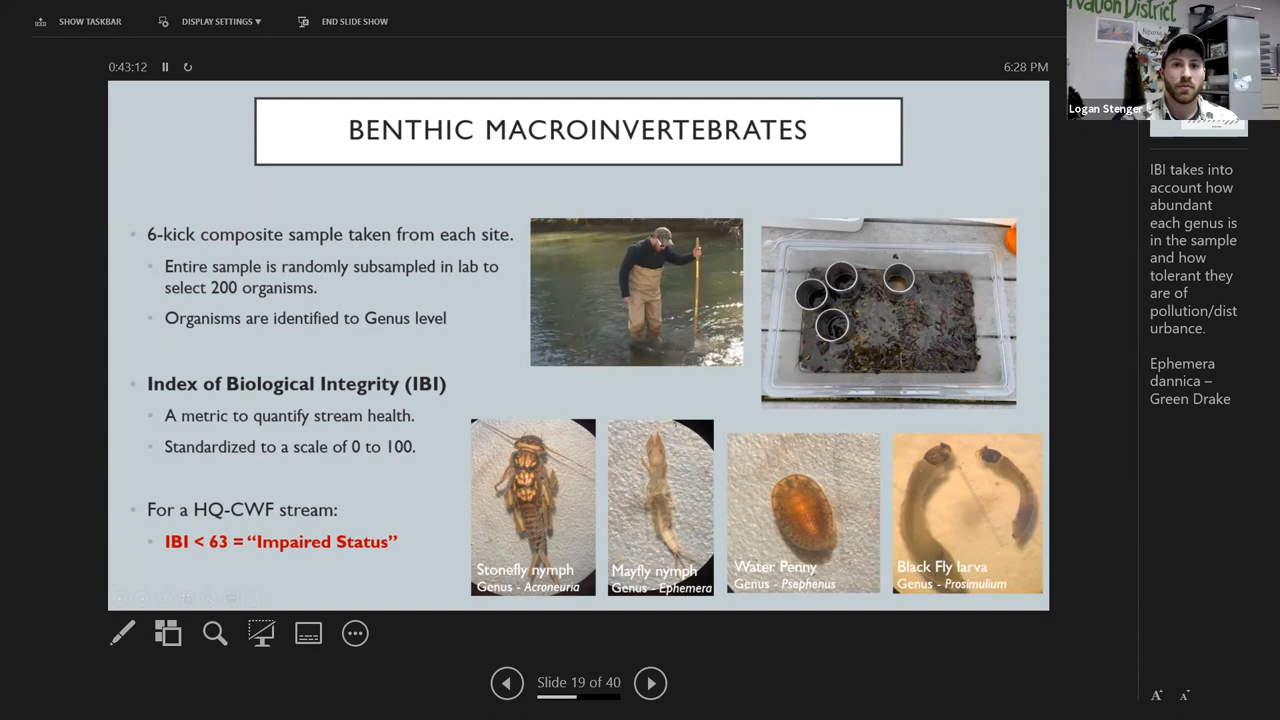 SHOW TASKBAR
DISPLAY SETTINGS ▼
END SLIDE SHOW
0:43:12
6:28 PM
BENTHIC MACROINVERTEBRATES
6-kick composite sample taken from each site.
Entire sample is randomly subsampled in lab to
select 200 organisms.
Organisms are identified to Genus level
Index of Biological Integrity (IBI)
A metric to quantify stream health.
Standardized to a scale of 0 to 100.
For a HQ-CWF stream:
IBI < 63 = “Impaired Status”
Stonefly nymph
Genus - Acroneuria
Mayfly nymph
Genus - Ephemera
Water Penny
Genus - Psephenus
Black Fly larva
Genus - Prosimulium
Slide 19 of 40
ervation District
Logan Stenger
IBI takes into
account how
abundant
each genus is
in the sample
and how
tolerant they
are of
pollution/dist
urbance.
Ephemera
dannica –
Green Drake
A
A